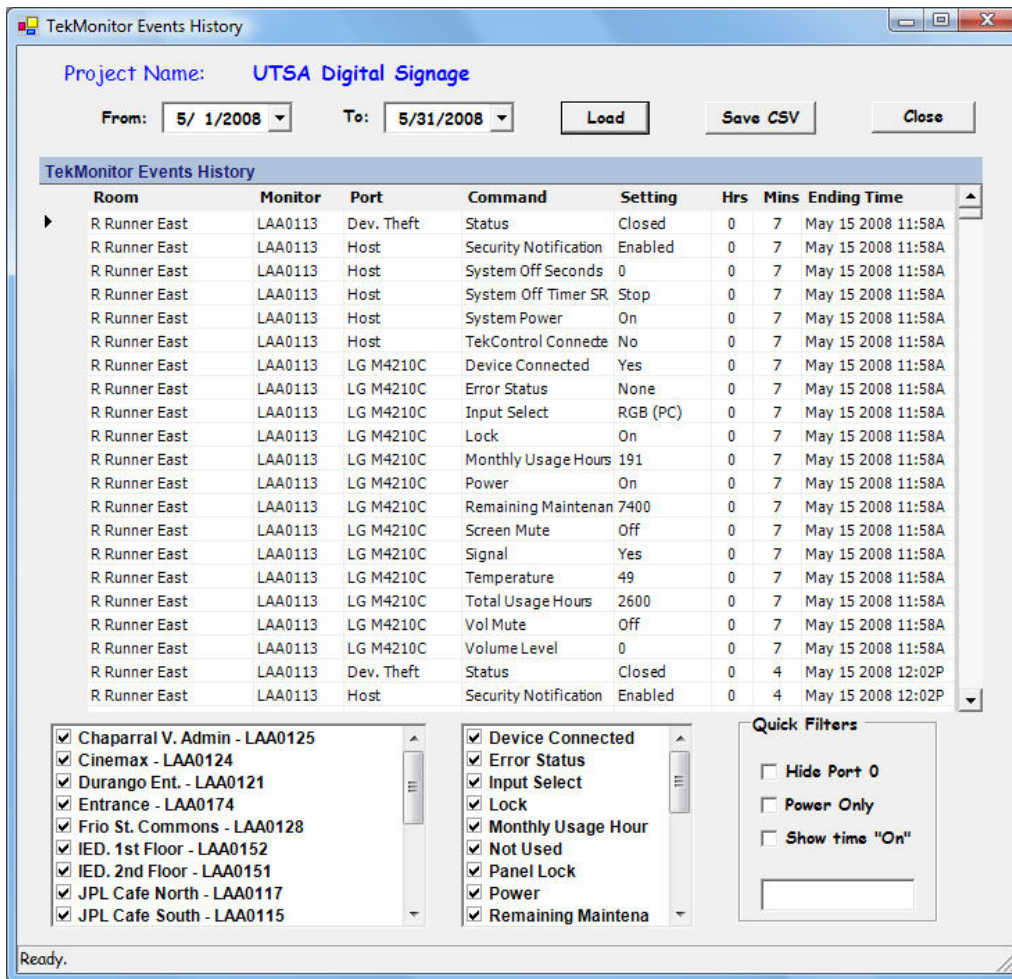 TekMonitor Events History
Project Name: UTSA Digital Signage
From: 5/ 1/2008 To: 5/31/2008 Load Save CSV Close
TekMonitor Events History
Room Monitor Port Command Setting Hrs Mins Ending Time
R Runner East LAA0113 Dev. Theft Status Closed 0 7 May 15 2008 11:58A
R Runner East LAA0113 Host Security Notification Enabled 0 7 May 15 2008 11:58A
R Runner East LAA0113 Host System Off Seconds 0 0 7 May 15 2008 11:58A
R Runner East LAA0113 Host System Off Timer SR Stop 0 7 May 15 2008 11:58A
R Runner East LAA0113 Host System Power On 0 7 May 15 2008 11:58A
R Runner East LAA0113 Host TekControl Connecte No 0 7 May 15 2008 11:58A
R Runner East LAA0113 LG M4210C Device Connected Yes 0 7 May 15 2008 11:58A
R Runner East LAA0113 LG M4210C Error Status None 0 7 May 15 2008 11:58A
R Runner East LAA0113 LG M4210C Input Select RGB (PC) 0 7 May 15 2008 11:58A
R Runner East LAA0113 LG M4210C Lock On 0 7 May 15 2008 11:58A
R Runner East LAA0113 LG M4210C Monthly Usage Hours 191 0 7 May 15 2008 11:58A
R Runner East LAA0113 LG M4210C Power On 0 7 May 15 2008 11:58A
R Runner East LAA0113 LG M4210C Remaining Maintenan 7400 0 7 May 15 2008 11:58A
R Runner East LAA0113 LG M4210C Screen Mute Off 0 7 May 15 2008 11:58A
R Runner East LAA0113 LG M4210C Signal Yes 0 7 May 15 2008 11:58A
R Runner East LAA0113 LG M4210C Temperature 49 0 7 May 15 2008 11:58A
R Runner East LAA0113 LG M4210C Total Usage Hours 2600 0 7 May 15 2008 11:58A
R Runner East LAA0113 LG M4210C Vol Mute Off 0 7 May 15 2008 11:58A
R Runner East LAA0113 LG M4210C Volume Level 0 0 7 May 15 2008 11:58A
R Runner East LAA0113 Dev. Theft Status Closed 0 4 May 15 2008 12:02P
R Runner East LAA0113 Host Security Notification Enabled 0 4 May 15 2008 12:02P
Chaparral V. Admin - LAA0125
Cinemax - LAA0124
Durango Ent. - LAA0121
Entrance - LAA0174
Frio St. Commons - LAA0128
IED. 1st Floor - LAA0152
IED. 2nd Floor - LAA0151
JPL Cafe North - LAA0117
JPL Cafe South - LAA0115
Device Connected
Error Status
Input Select
Lock
Monthly Usage Hour
Not Used
Panel Lock
Power
Remaining Maintena
Quick Filters
Hide Port 0
Power Only
Show time "On"
Ready.